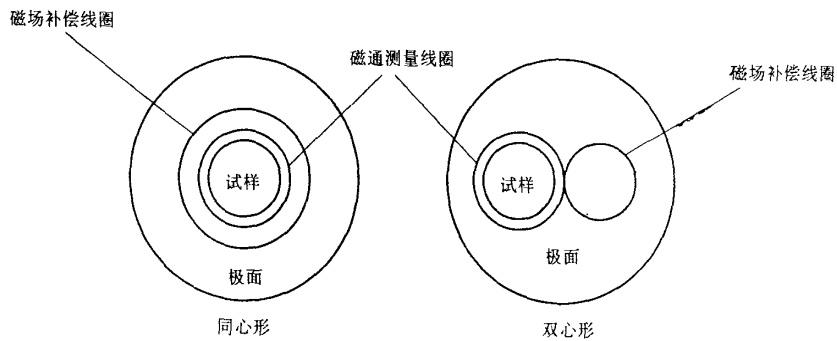 磁场补偿线圈
磁通测量线圈
磁场补偿线圈
试样
试样
极面
极面
同心形
双心形